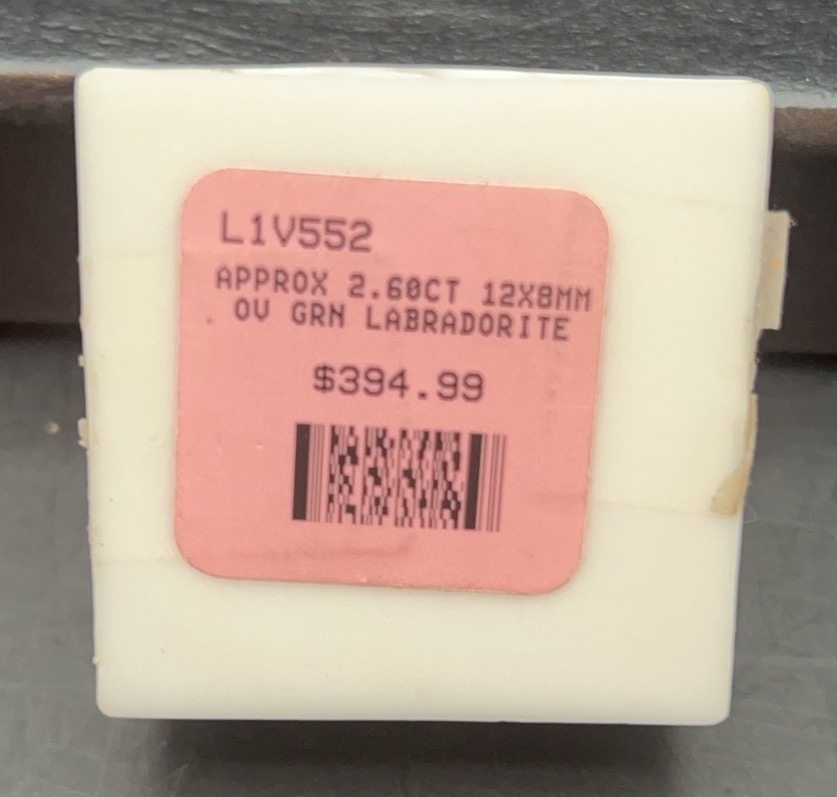 L1V552
APPROX 2.60CT 12X8MM
OV GRN LABRADORITE
$394.99